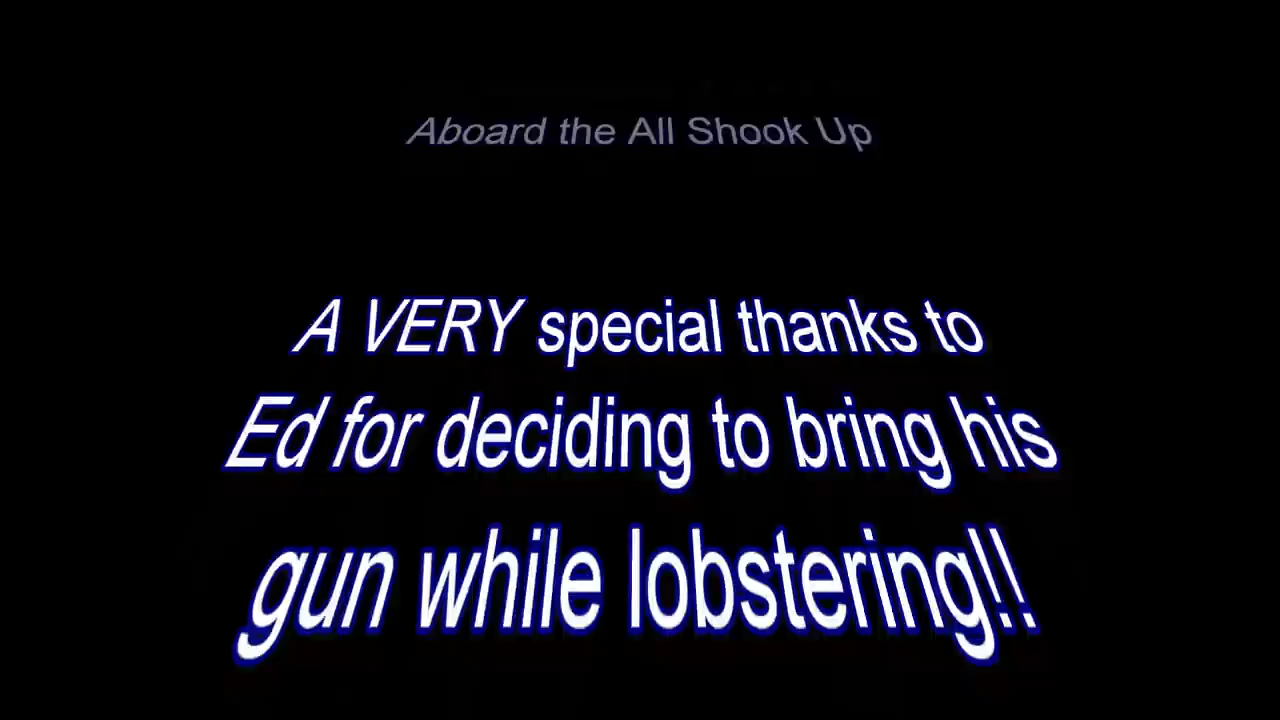 Aboard the All Shook Up
A VERY special thanks to
Ed for deciding to bring his
gun while lobstering!!